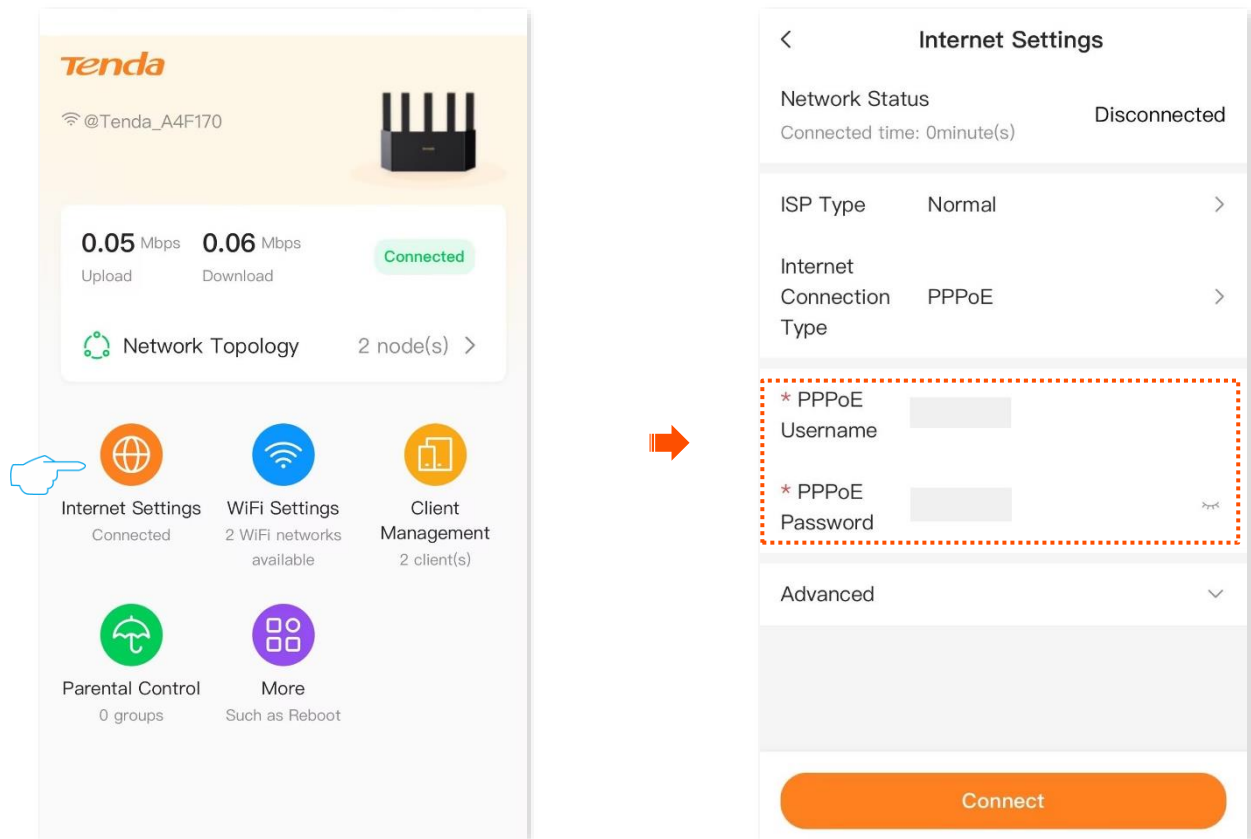 Tenda
@Tenda_A4F170
0.05 Mbps 0.06 Mbps
Upload Download
Connected
Network Topology 2 node(s)
Internet Settings
Connected
WiFi Settings
2 WiFi networks
available
Client
Management
2 client(s)
Parental Control
0 groups
More
Such as Reboot
Internet Settings
Network Status
Connected time: 0minute(s)
Disconnected
ISP Type Normal
Internet
Connection
Type
PPPoE
* PPPoE
Username
* PPPoE
Password
Advanced
Connect